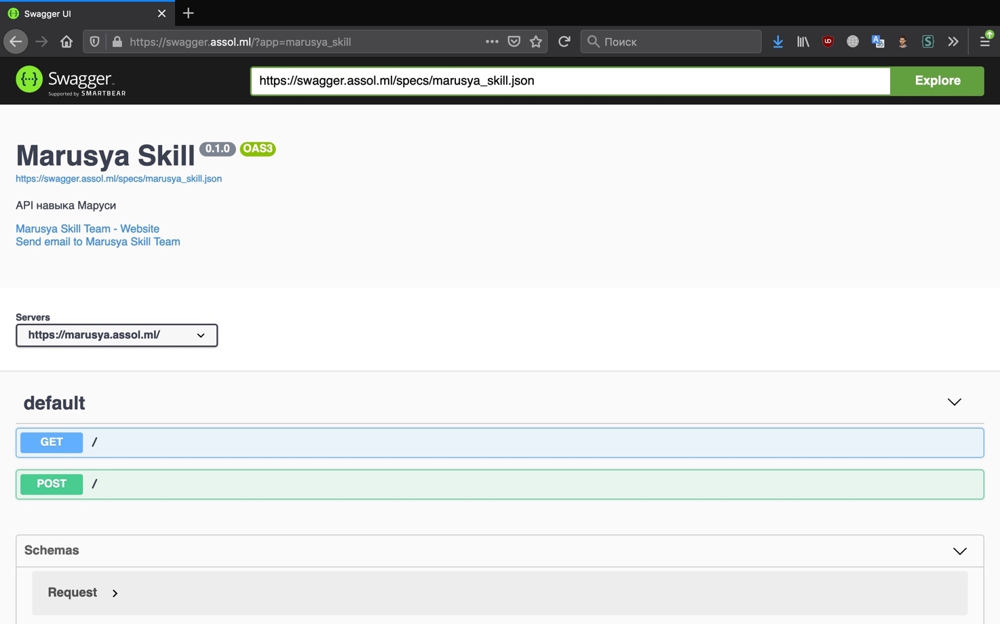 Swagger UI
https://swagger.assol.ml/?app=marusya_skill
Поиск
Swagger
Supported by SMARTBEAR
https://swagger.assol.ml/specs/marusya_skill.json
Explore
Marusya Skill 0.1.0 OAS3
https://swagger.assol.ml/specs/marusya_skill.json
API навыка Маруси
Marusya Skill Team - Website
Send email to Marusya Skill Team
Servers
https://marusya.assol.ml/
default
GET /
POST /
Schemas
Request